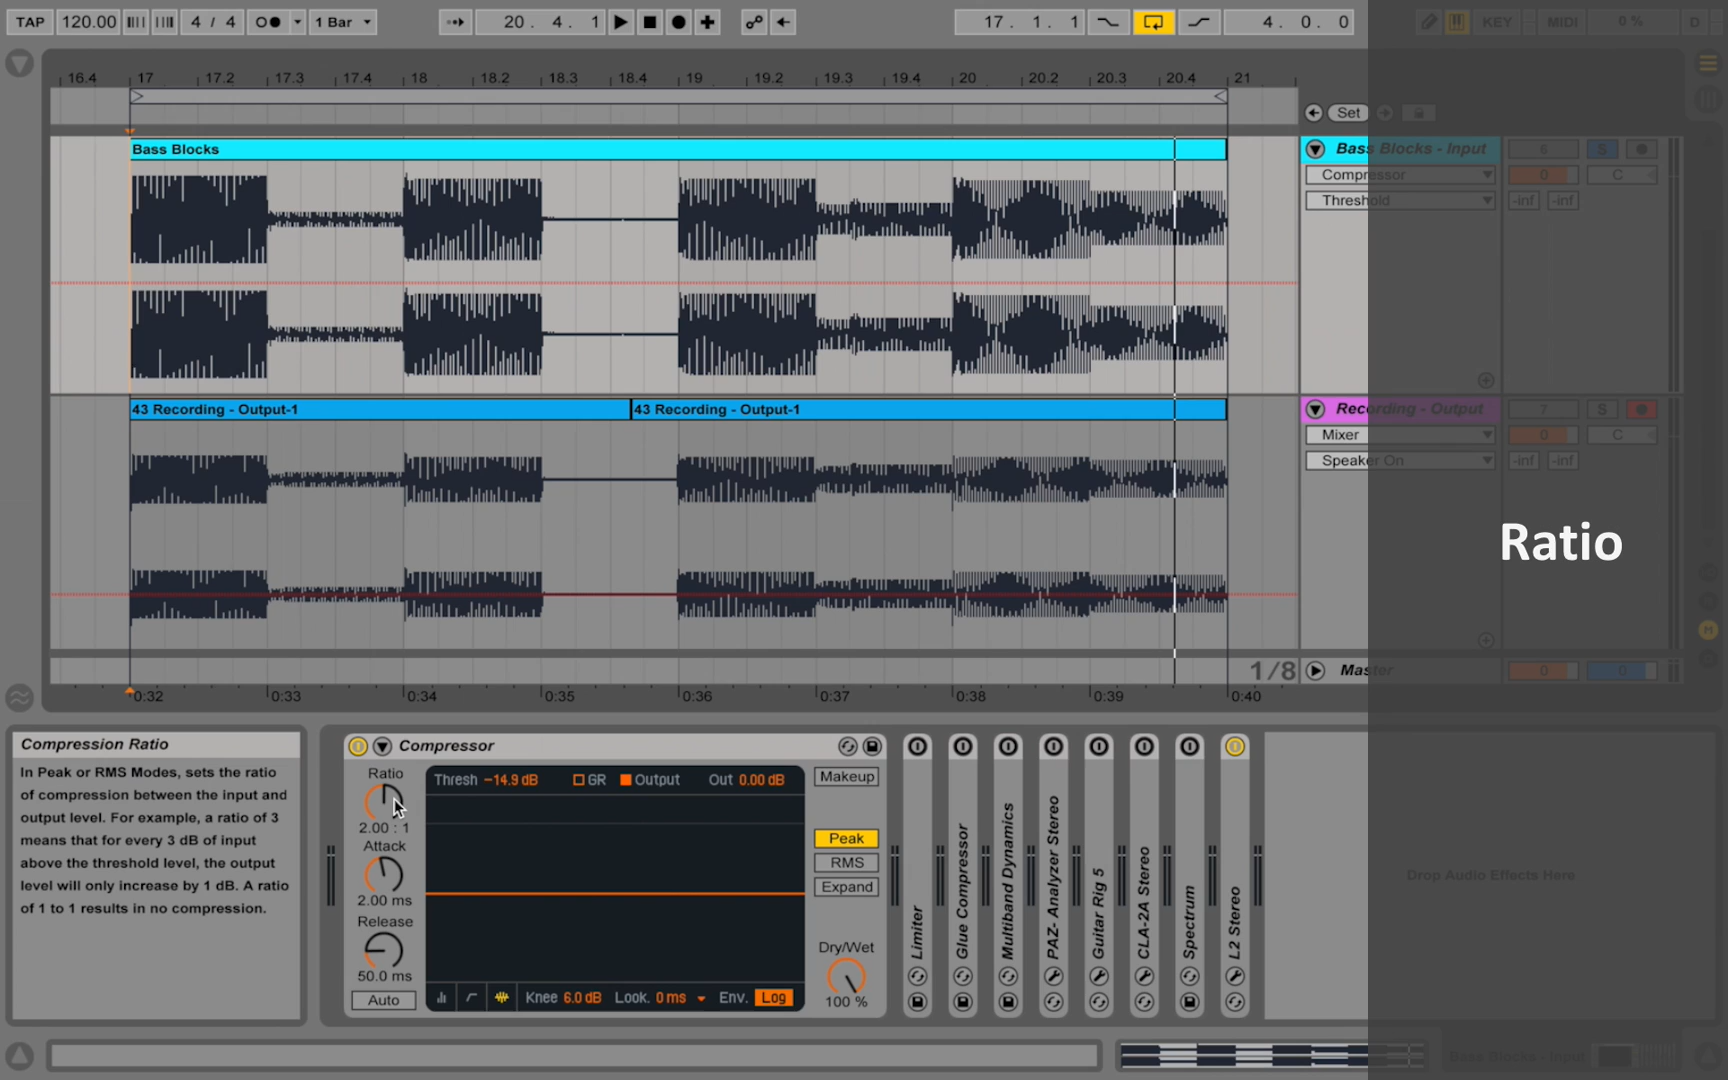 TAP 120.00 4 / 4 1 Bar 20. 4. 1 17. 1. 1 4. 0. 0 KEY MIDI 0 % D
16.4 17 17.2 17.3 17.4 18 18.2 18.3 18.4 19 19.2 19.3 19.4 20 20.2 20.3 20.4 21
Set
Bass Blocks
Bass Blocks - Input 6 S
Compressor 0 C
Threshold -inf -inf
43 Recording - Output-1 43 Recording - Output-1
Recording - Output 7 S
Mixer 0 C
Speaker On -inf -inf
Ratio
H
1/8 Master 0 0
0:32 0:33 0:34 0:35 0:36 0:37 0:38 0:39 0:40
Compression Ratio
In Peak or RMS Modes, sets the ratio
of compression between the input and
output level. For example, a ratio of 3
means that for every 3 dB of input
above the threshold level, the output
level will only increase by 1 dB. A ratio
of 1 to 1 results in no compression.
Compressor
Ratio
2.00 : 1
Attack
2.00 ms
Release
50.0 ms
Auto
Thresh -14.9 dB GR Output Out 0.00 dB
Knee 6.0 dB Look. 0 ms Env. Log
Makeup
Peak
RMS
Expand
Dry/Wet
100 %
Limiter
Glue Compressor
Multiband Dynamics
PAZ- Analyzer Stereo
Guitar Rig 5
CLA-2A Stereo
Spectrum
L2 Stereo
Drop Audio Effects Here
Bass Blocks - Input